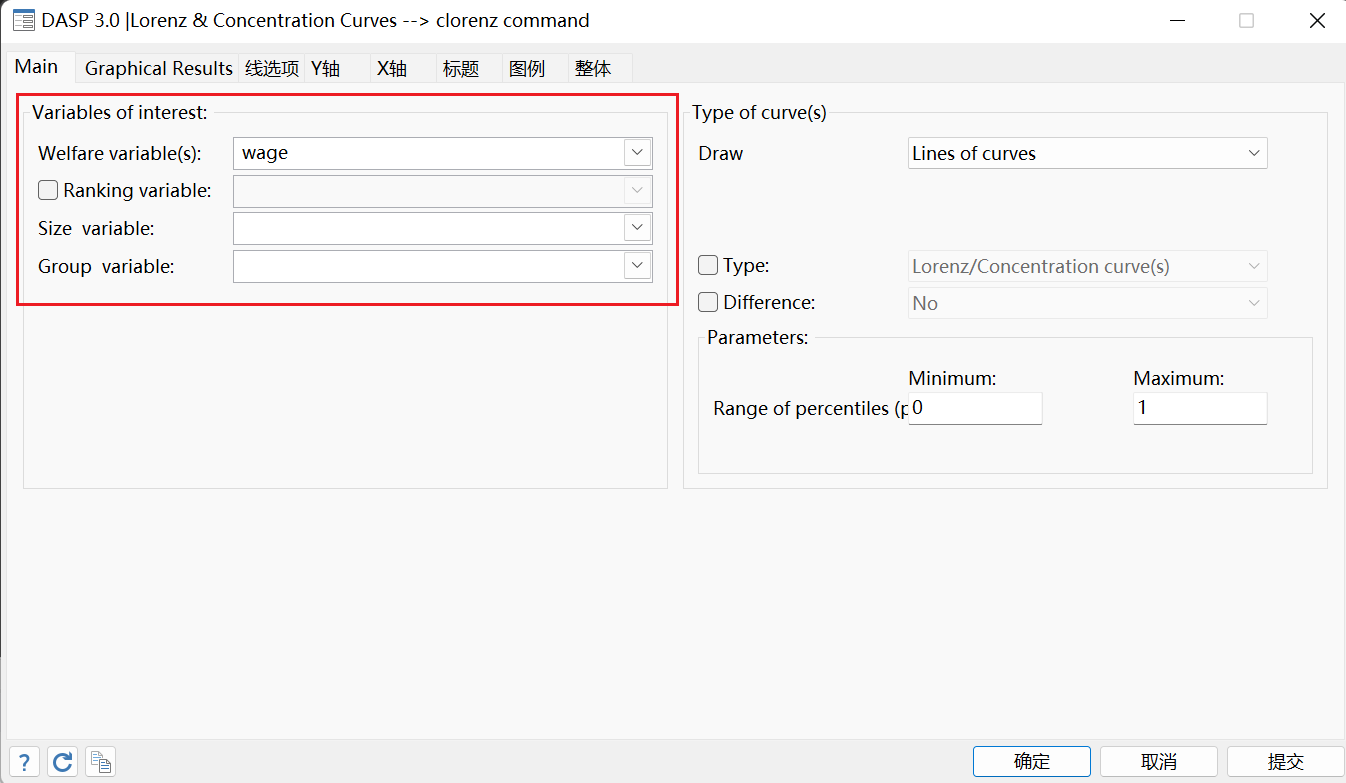 DASP 3.0 |Lorenz & Concentration Curves --> clorenz command
Main Graphical Results 线选项 Y轴 X轴 标题 图例 整体
Variables of interest:
Welfare variable(s): wage
Ranking variable:
Size variable:
Group variable:
Type of curve(s)
Draw Lines of curves
Type: Lorenz/Concentration curve(s)
Difference: No
Parameters:
Minimum: Maximum:
Range of percentiles (p 0 1
? 确定 取消 提交